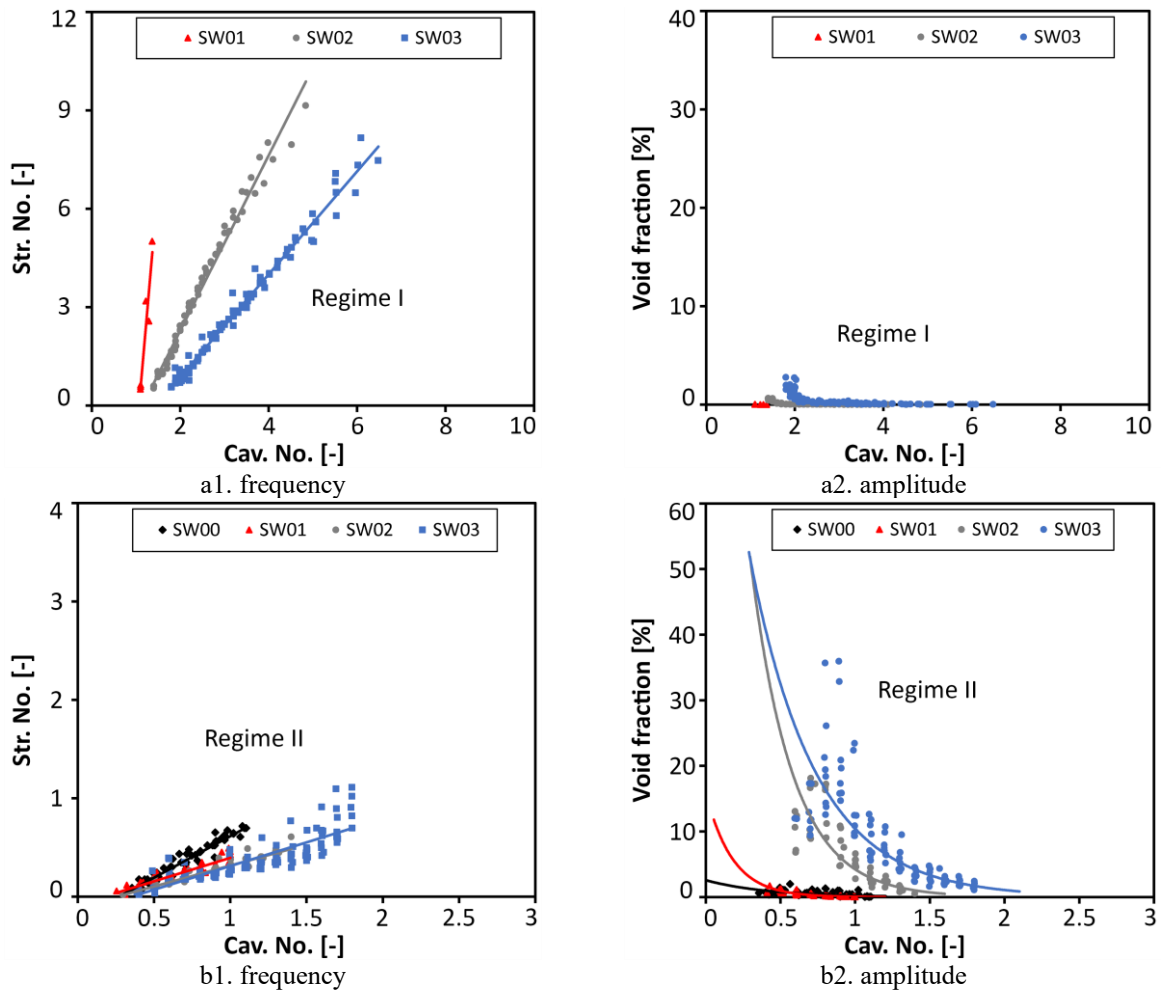 SW01 SW02 SW03
12
9
6
3
0
Str. No. [-]
Regime I
0 2 4 6 8 10
Cav. No. [-]
a1. frequency
SW01 SW02 SW03
40
30
20
10
0
Void fraction [%]
Regime I
0 2 4 6 8 10
Cav. No. [-]
a2. amplitude
SW00 SW01 SW02 SW03
4
3
2
1
0
Str. No. [-]
Regime II
0 0.5 1 1.5 2 2.5 3
Cav. No. [-]
b1. frequency
SW00 SW01 SW02 SW03
60
50
40
30
20
10
0
Void fraction [%]
Regime II
0 0.5 1 1.5 2 2.5 3
Cav. No. [-]
b2. amplitude